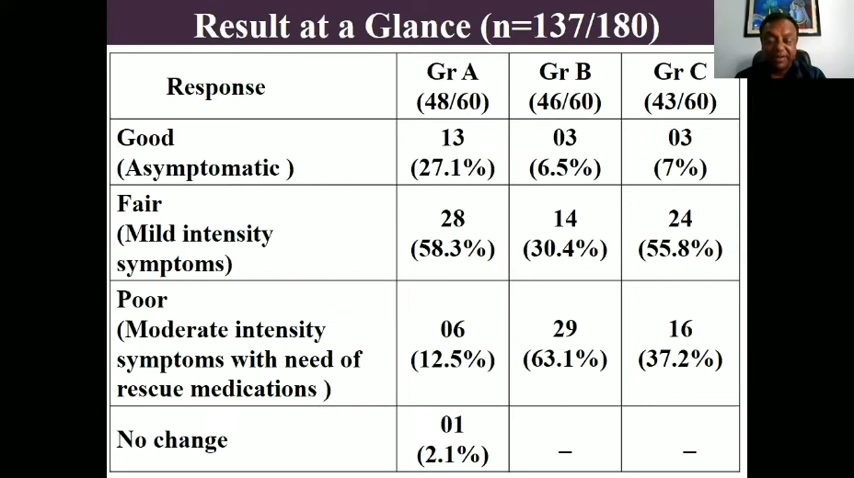 Result at a Glance (n=137/180)
Response
Gr A
(48/60)
Gr B
(46/60)
Gr C
(43/60)
Good
(Asymptomatic )
13
(27.1%)
03
(6.5%)
03
(7%)
Fair
(Mild intensity
symptoms)
28
(58.3%)
14
(30.4%)
24
(55.8%)
Poor
(Moderate intensity
symptoms with need of
rescue medications )
06
(12.5%)
29
(63.1%)
16
(37.2%)
No change
01
(2.1%)
–
–